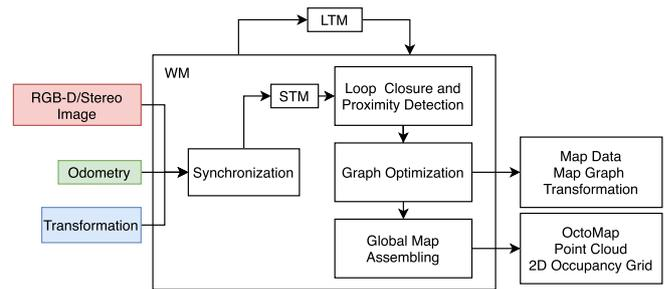 LTM
WM
RGB-D/Stereo
Image
STM
Loop Closure and
Proximity Detection
Odometry
Synchronization
Graph Optimization
Map Data
Map Graph
Transformation
Transformation
Global Map
Assembling
OctoMap
Point Cloud
2D Occupancy Grid